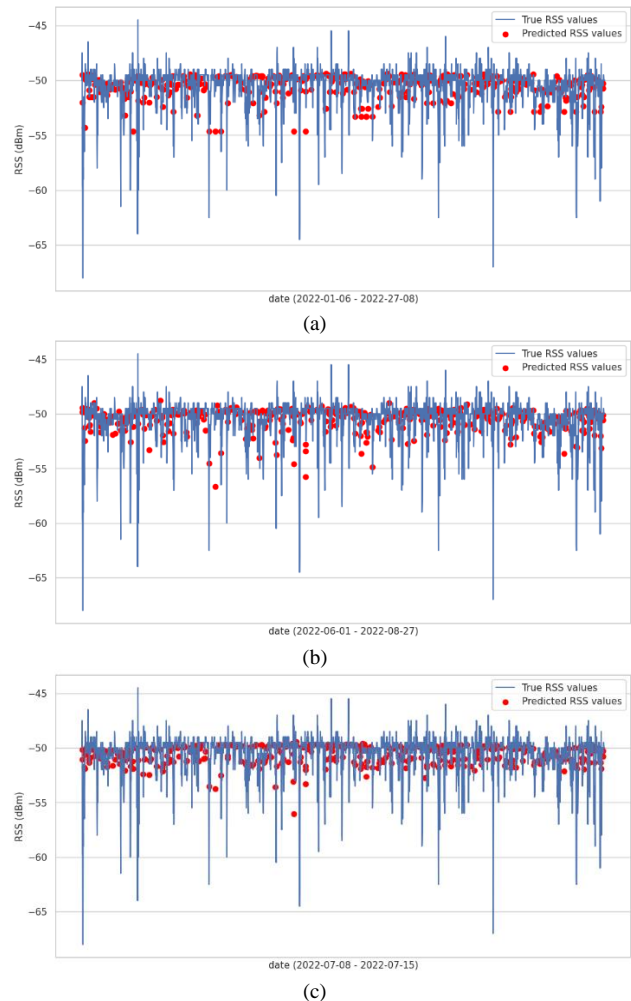 True RSS values
Predicted RSS values
−45
−50
−55
−60
−65
RSS (dBm)
date (2022-01-06 - 2022-27-08)
(a)
True RSS values
Predicted RSS values
−45
−50
−55
−60
−65
RSS (dBm)
date (2022-06-01 - 2022-08-27)
(b)
True RSS values
Predicted RSS values
−45
−50
−55
−60
−65
RSS (dBm)
date (2022-07-08 - 2022-07-15)
(c)